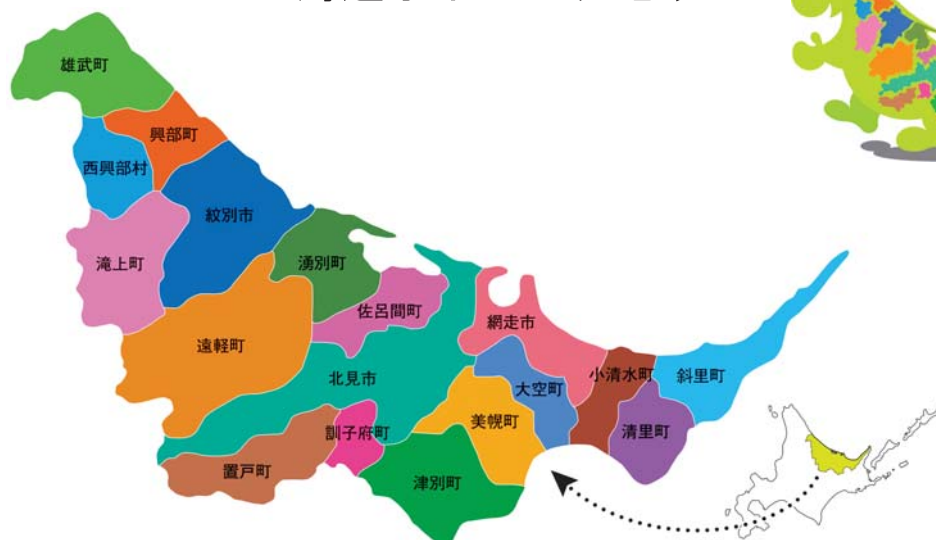 雄武町
興部町
西興部村
紋別市
滝上町
湧別町
佐呂間町
遠軽町
網走市
北見市
大空町
小清水町
斜里町
美幌町
訓子府町
清里町
置戸町
津別町